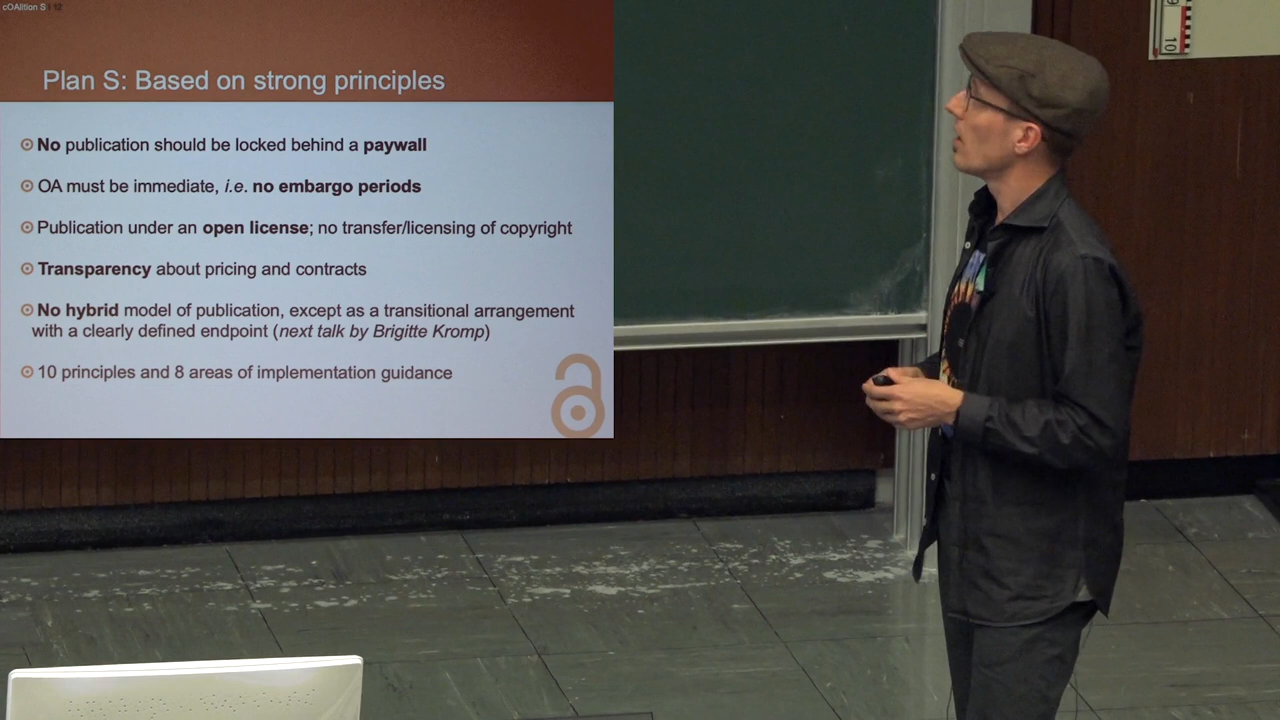 cOAlition S | 12
Plan S: Based on strong principles
No publication should be locked behind a paywall
OA must be immediate, i.e. no embargo periods
Publication under an open license; no transfer/licensing of copyright
Transparency about pricing and contracts
No hybrid model of publication, except as a transitional arrangement
with a clearly defined endpoint (next talk by Brigitte Kromp)
10 principles and 8 areas of implementation guidance
9
10